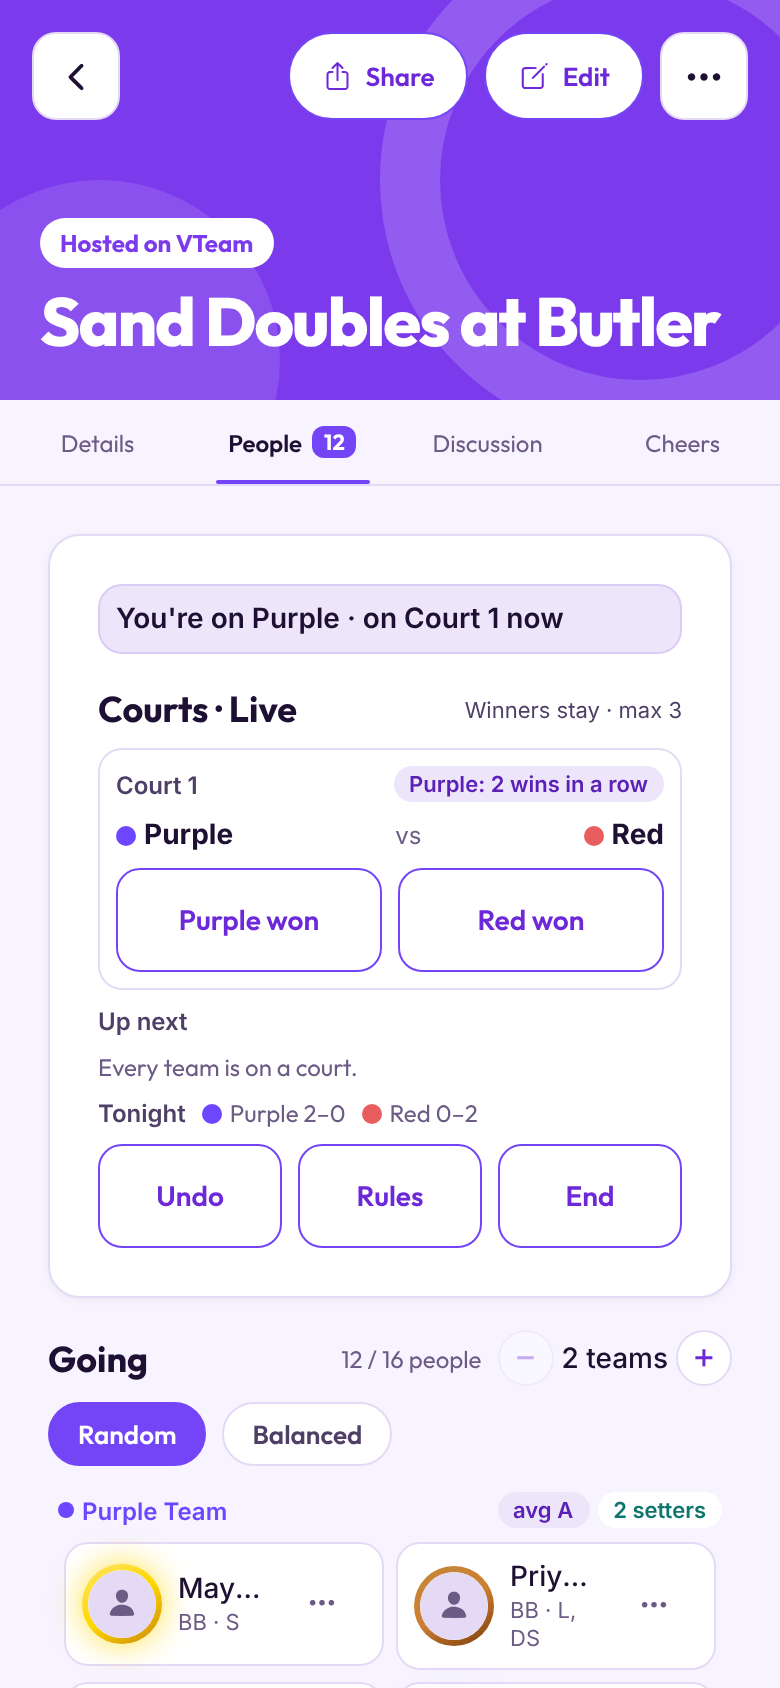 Share
Edit
Hosted on VTeam
Sand Doubles at Butler
Details
People 12
Discussion
Cheers
You're on Purple · on Court 1 now
Courts · Live
Winners stay · max 3
Court 1
Purple: 2 wins in a row
Purple
vs
Red
Purple won
Red won
Up next
Every team is on a court.
Tonight
Purple 2–0
Red 0–2
Undo
Rules
End
Going
12 / 16 people
2 teams
Random
Balanced
Purple Team
avg A
2 setters
May...
BB · S
Priy...
BB · L,
DS